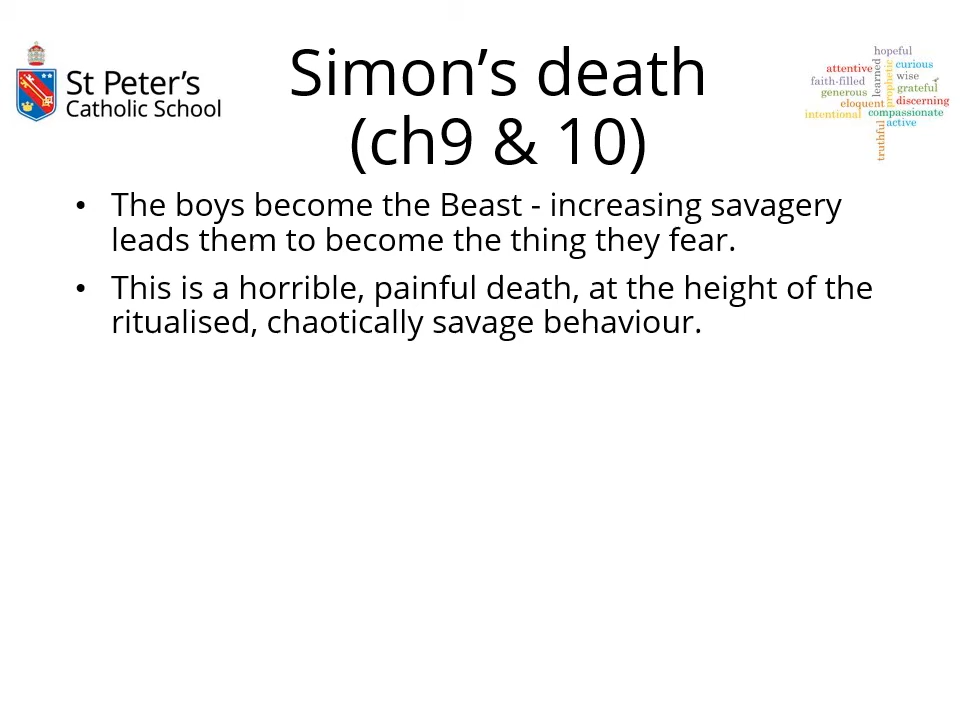 St Peter's
Catholic School
Simon’s death
(ch9 & 10)
hopeful
attentive
learned
prophetic
curious
faith-filled
wise
generous
grateful
eloquent
discerning
intentional
compassionate
truthful
active
• The boys become the Beast - increasing savagery
leads them to become the thing they fear.
• This is a horrible, painful death, at the height of the
ritualised, chaotically savage behaviour.